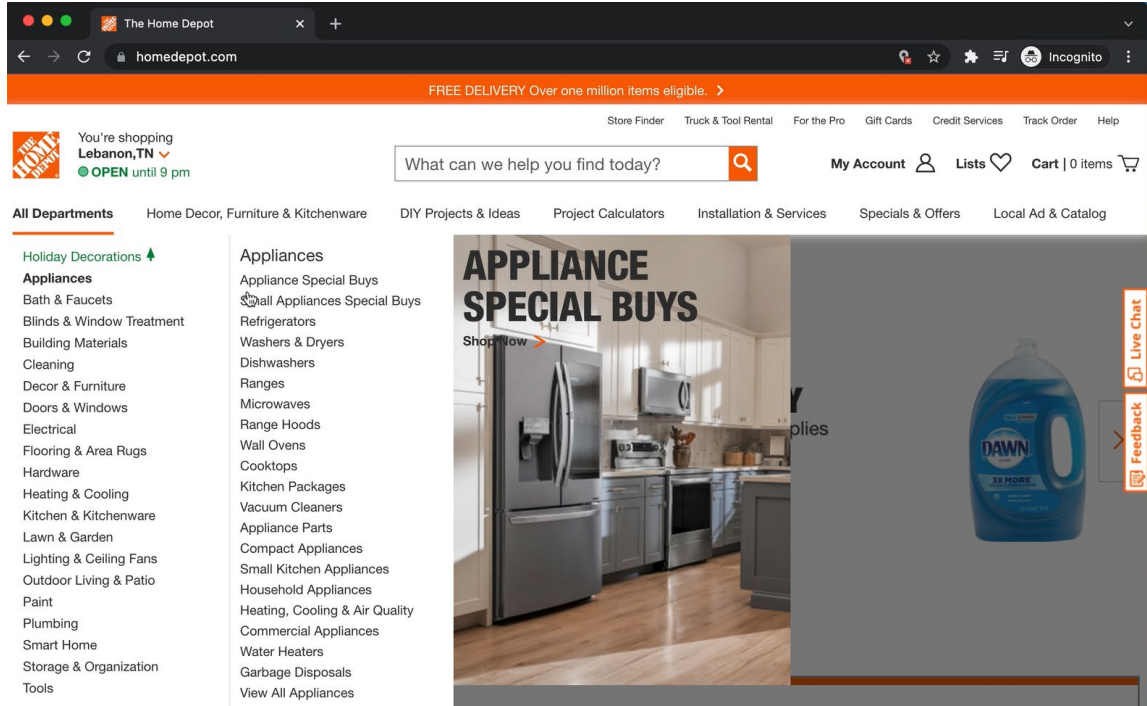 The Home Depot
homedepot.com
Incognito
FREE DELIVERY Over one million items eligible.
Store Finder Truck & Tool Rental For the Pro Gift Cards Credit Services Track Order Help
THE HOME DEPOT
You're shopping
Lebanon,TN
OPEN until 9 pm
What can we help you find today?
My Account Lists Cart | 0 items
All Departments Home Decor, Furniture & Kitchenware DIY Projects & Ideas Project Calculators Installation & Services Specials & Offers Local Ad & Catalog
Holiday Decorations
Appliances
Bath & Faucets
Blinds & Window Treatment
Building Materials
Cleaning
Decor & Furniture
Doors & Windows
Electrical
Flooring & Area Rugs
Hardware
Heating & Cooling
Kitchen & Kitchenware
Lawn & Garden
Lighting & Ceiling Fans
Outdoor Living & Patio
Paint
Plumbing
Smart Home
Storage & Organization
Tools
Appliances
Appliance Special Buys
Small Appliances Special Buys
Refrigerators
Washers & Dryers
Dishwashers
Ranges
Microwaves
Range Hoods
Wall Ovens
Cooktops
Kitchen Packages
Vacuum Cleaners
Appliance Parts
Compact Appliances
Small Kitchen Appliances
Household Appliances
Heating, Cooling & Air Quality
Commercial Appliances
Water Heaters
Garbage Disposals
View All Appliances
APPLIANCE
SPECIAL BUYS
Shop Now
Y
plies
DAWN
3X MORE
Live Chat
Feedback